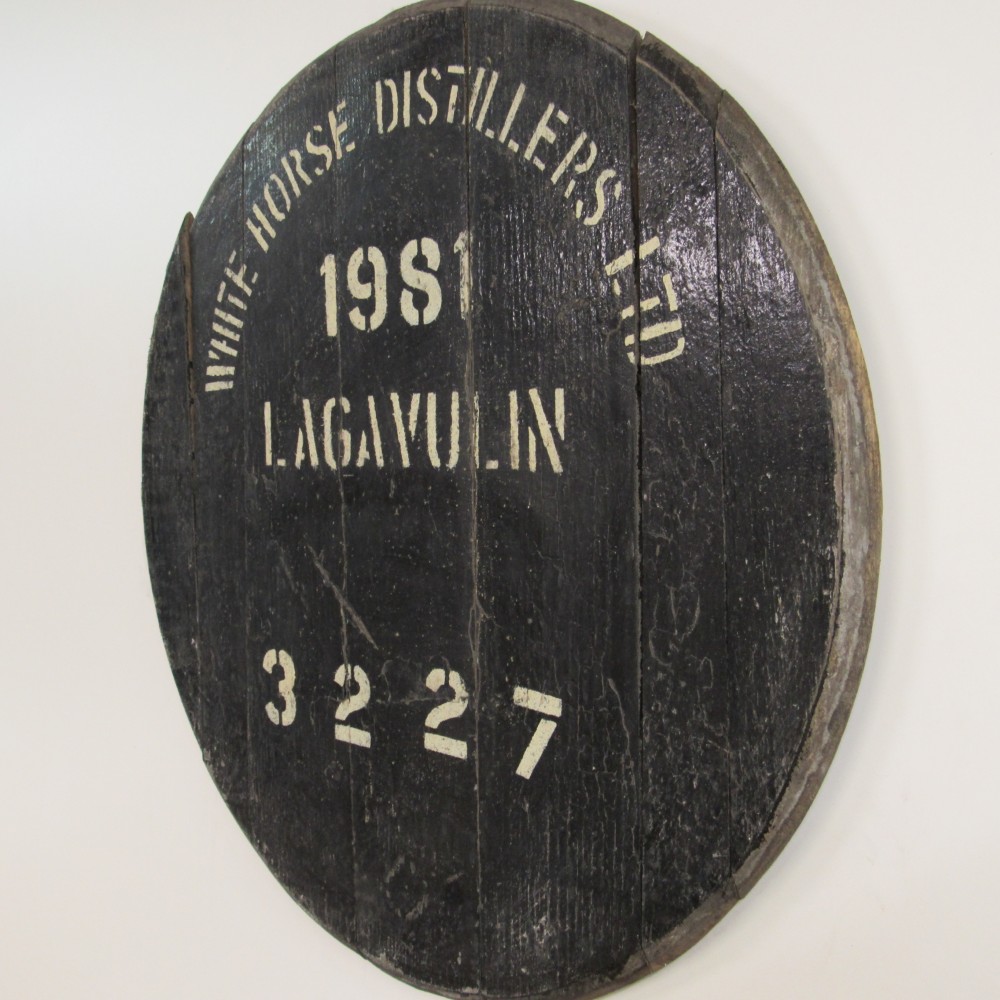 WHITE HORSE DISTILLERS LTD
1981
LAGAVULIN
3227